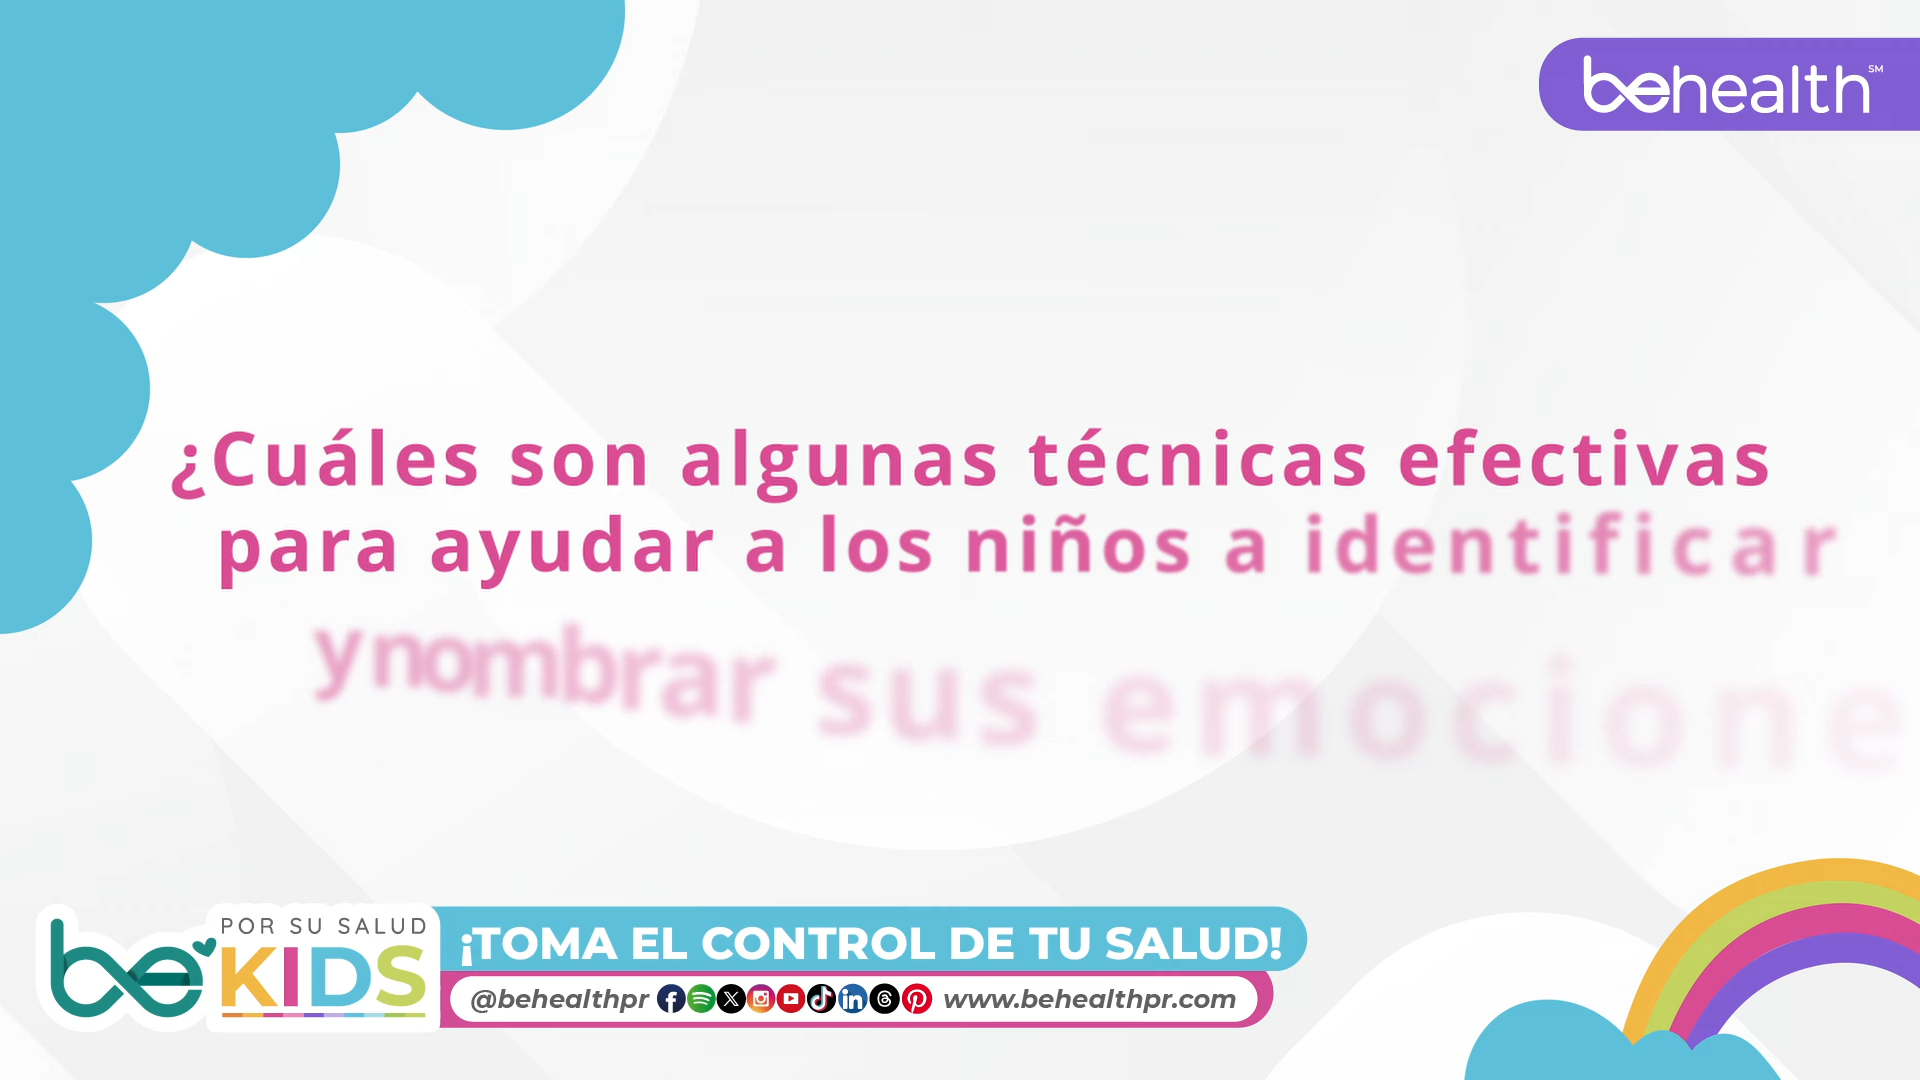 behealth SM
¿Cuáles son algunas técnicas efectivas
para ayudar a los niños a identificar
y nombrar sus emocione
be POR SU SALUD
KIDS
¡TOMA EL CONTROL DE TU SALUD!
@behealthpr www.behealthpr.com